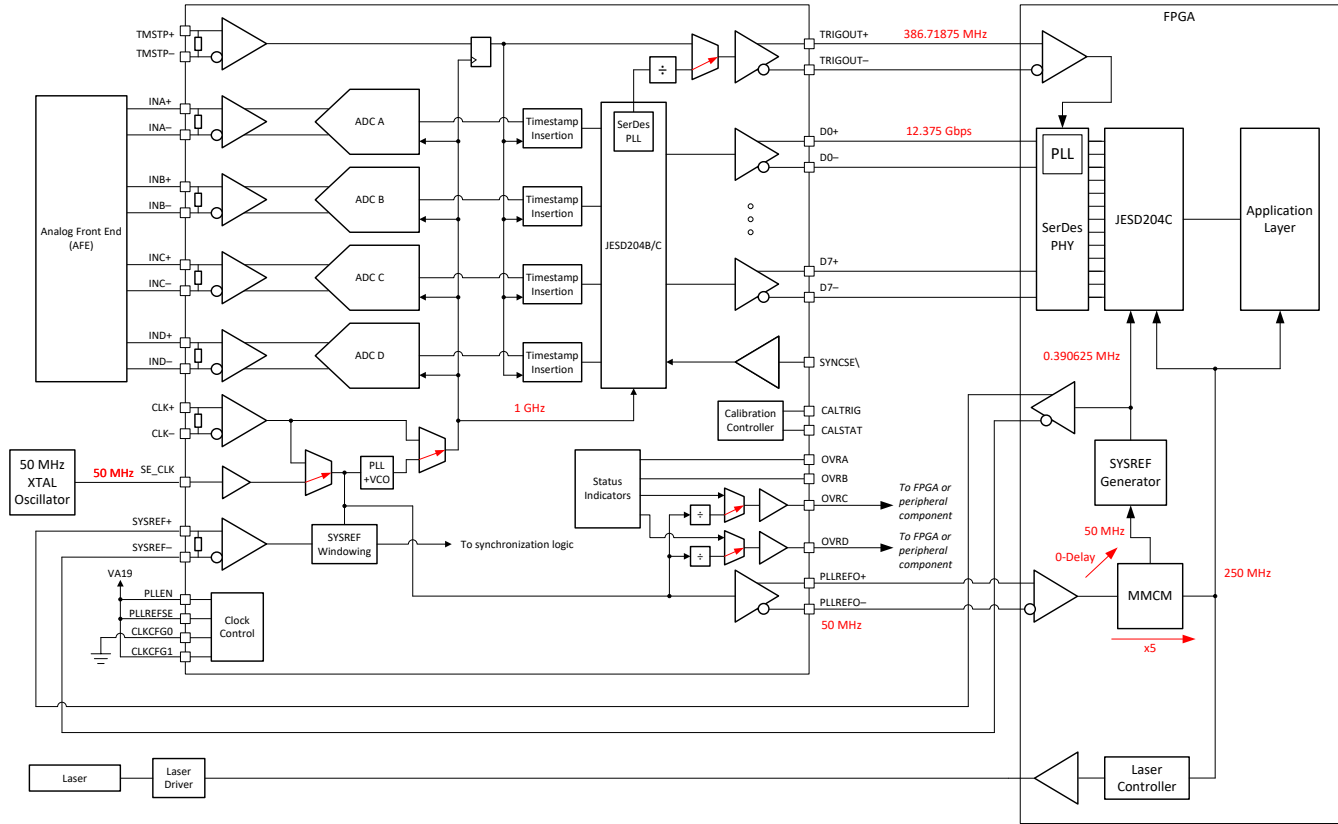 FPGA
TMSTP+
TMSTP–
TRIGOUT+
386.71875 MHz
TRIGOUT–
÷
Analog Front End
(AFE)
INA+
INA–
ADC A
Timestamp
Insertion
SerDes
PLL
D0+
12.375 Gbps
D0–
PLL
INB+
INB–
ADC B
Timestamp
Insertion
JESD204B/C
SerDes
PHY
JESD204C
Application
Layer
INC+
INC–
ADC C
Timestamp
Insertion
D7+
D7–
IND+
IND–
ADC D
Timestamp
Insertion
SYNCSE\
0.390625 MHz
CLK+
CLK–
1 GHz
Calibration
Controller
CALTRIG
CALSTAT
50 MHz
XTAL
Oscillator
50 MHz
SE_CLK
PLL
+VCO
Status
Indicators
OVRA
OVRB
OVRC
÷
To FPGA or
peripheral
component
OVRD
÷
To FPGA or
peripheral
component
SYSREF
Generator
SYSREF+
SYSREF–
SYSREF
Windowing
To synchronization logic
50 MHz
0-Delay
VA19
PLLEN
PLLREFSE
CLKCFG0
CLKCFG1
Clock
Control
PLLREFO+
PLLREFO–
50 MHz
MMCM
x5
250 MHz
Laser
Laser
Driver
Laser
Controller